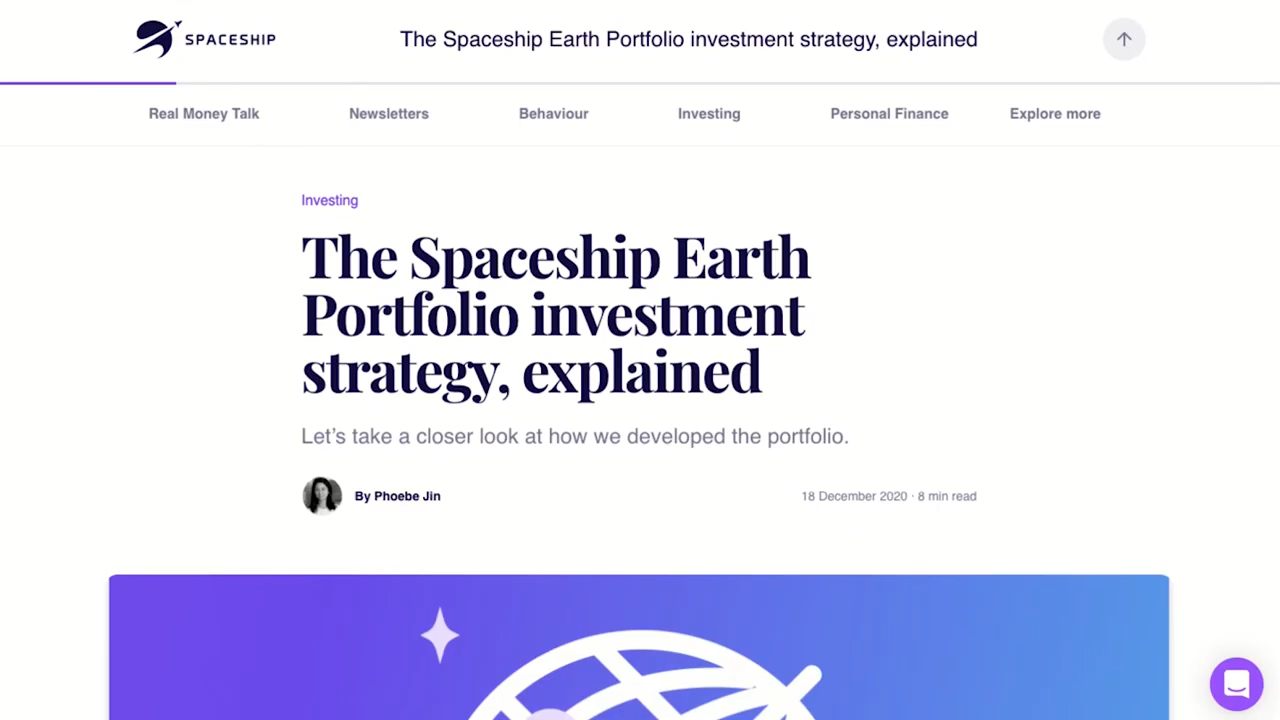 SPACESHIP
The Spaceship Earth Portfolio investment strategy, explained
Real Money Talk
Newsletters
Behaviour
Investing
Personal Finance
Explore more
Investing
The Spaceship Earth
Portfolio investment
strategy, explained
Let’s take a closer look at how we developed the portfolio.
By Phoebe Jin
18 December 2020 · 8 min read